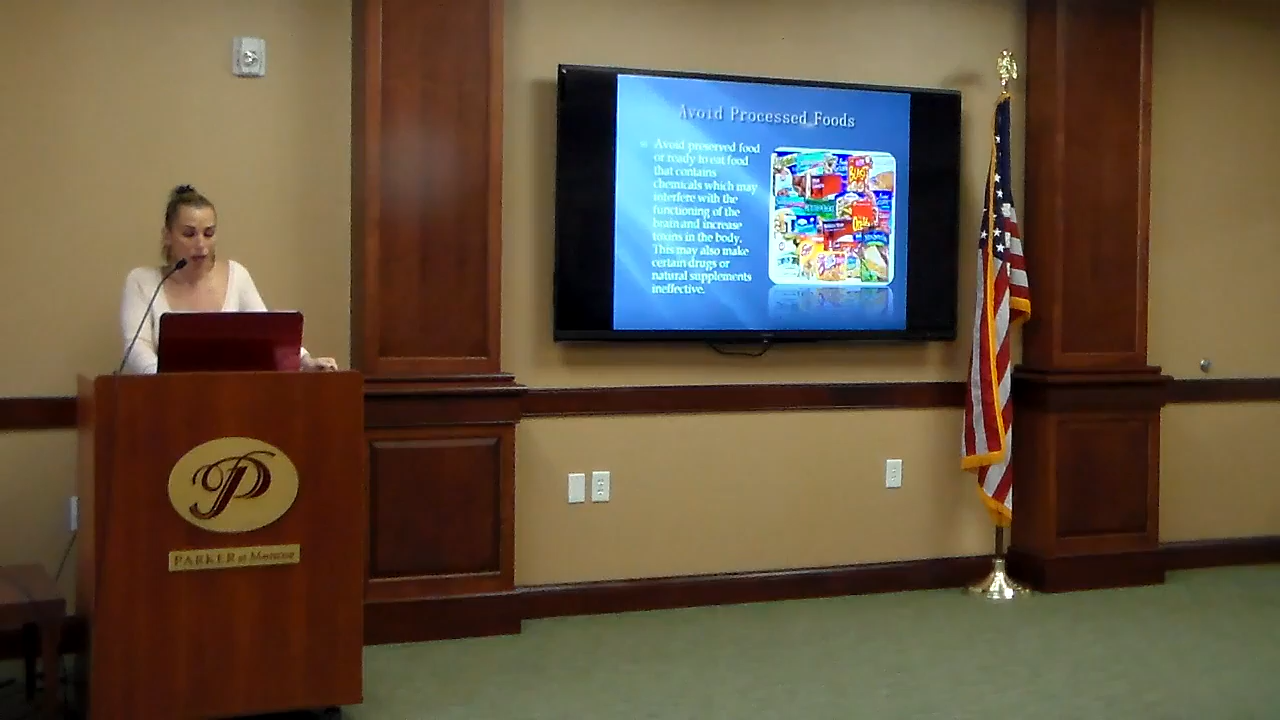 Avoid Processed Foods
Avoid preserved food
or ready to eat food
that contains
chemicals which may
interfere with the
functioning of the
brain and increase
toxins in the body.
This may also make
certain drugs or
natural supplements
ineffective.
P
PARKER at Monroe